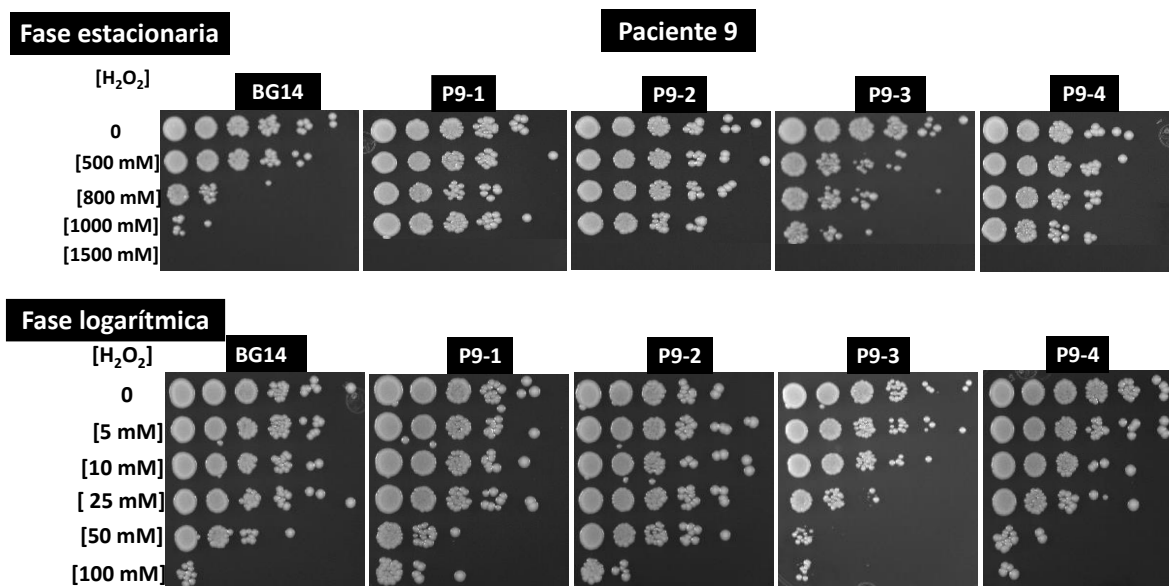 Fase estacionaria
Paciente 9
[H₂O₂]
BG14 P9-1 P9-2 P9-3 P9-4
0
[500 mM]
[800 mM]
[1000 mM]
[1500 mM]
Fase logarítmica
[H₂O₂]
BG14 P9-1 P9-2 P9-3 P9-4
0
[5 mM]
[10 mM]
[ 25 mM]
[50 mM]
[100 mM]